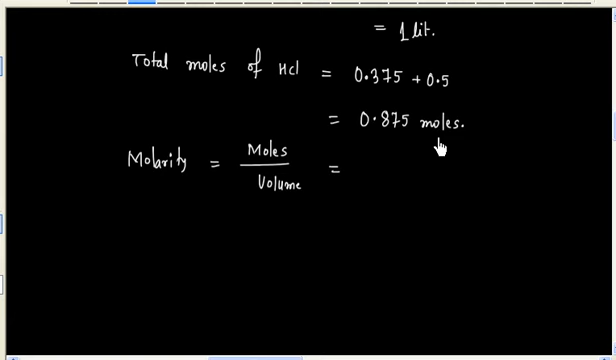 = 1 lit.
Total moles of Hcl = 0.375 + 0.5
= 0.875 moles.
Molarity = Moles / Volume =